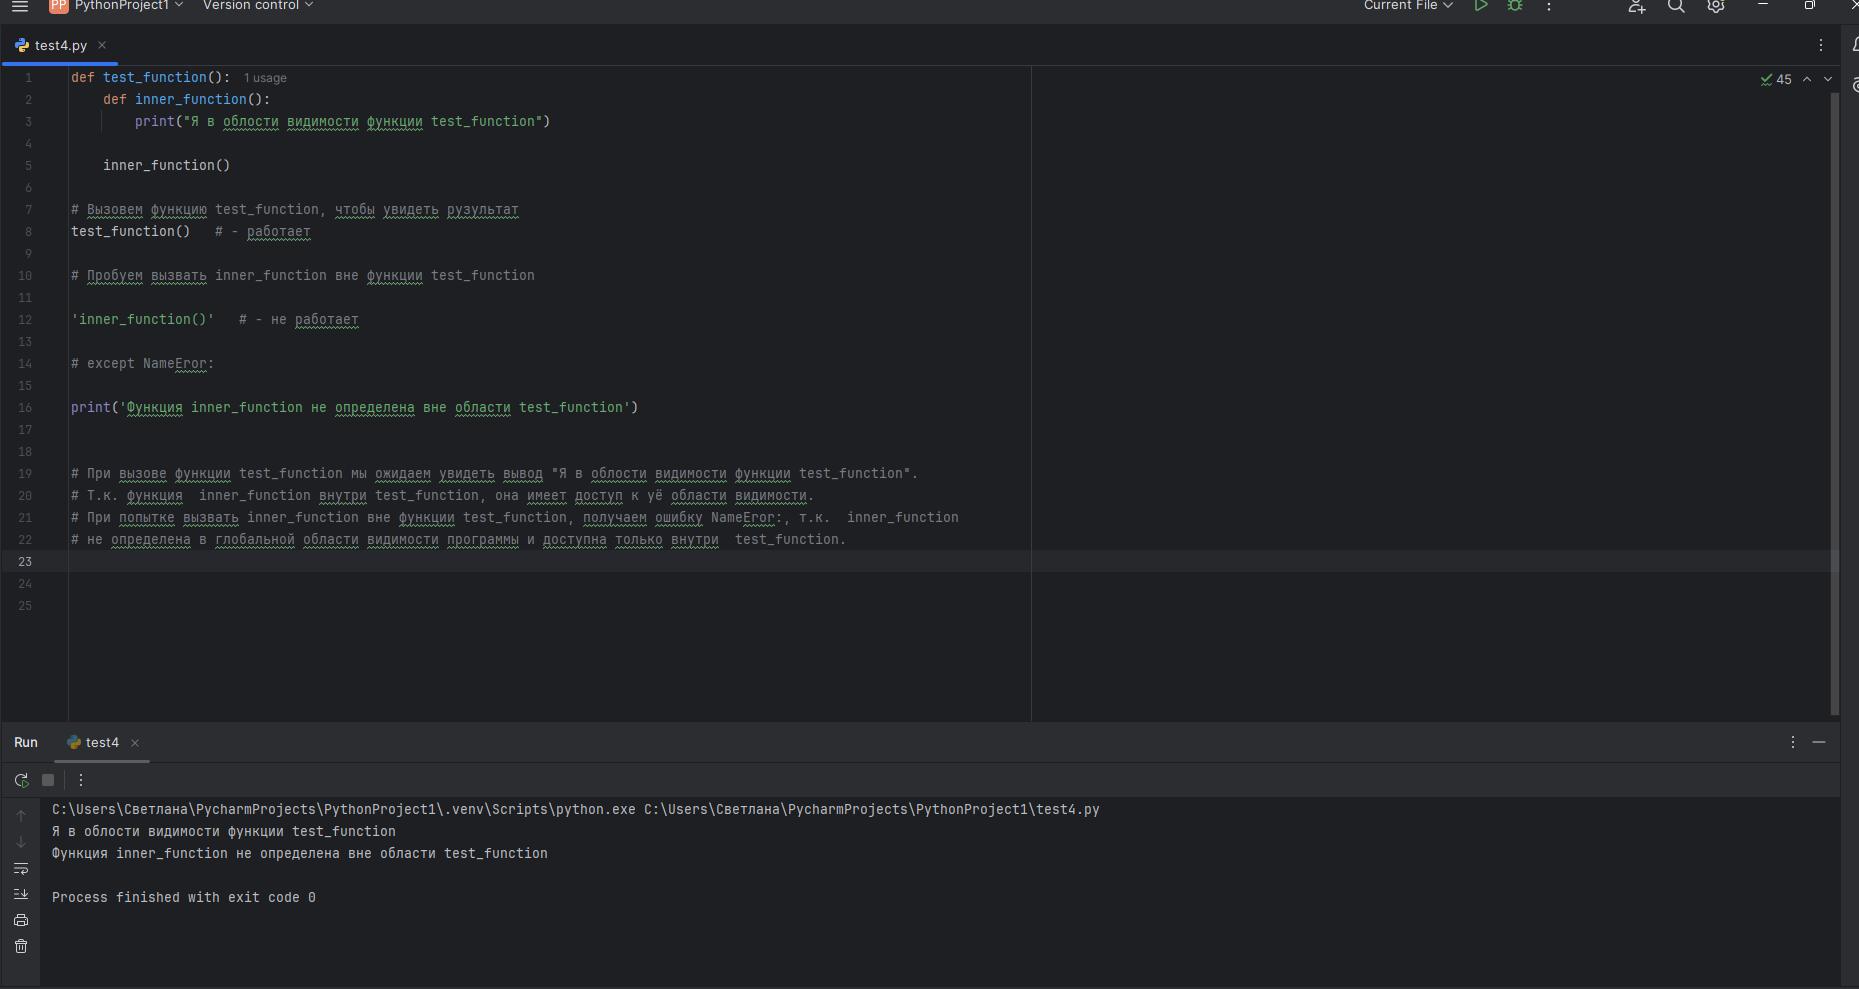 PP PythonProject1 Version control Current File
test4.py
1 def test_function(): 1 usage
2 def inner_function():
3 print("Я в облости видимости функции test_function")
4
5 inner_function()
6
7 # Вызовем функцию test_function, чтобы увидеть рузультат
8 test_function() # - работает
9
10 # Пробуем вызвать inner_function вне функции test_function
11
12 'inner_function()' # - не работает
13
14 # except NameEror:
15
16 print('Функция inner_function не определена вне области test_function')
17
18
19 # При вызове функции test_function мы ожидаем увидеть вывод "Я в облости видимости функции test_function".
20 # Т.к. функция  inner_function внутри test_function, она имеет доступ к уё области видимости.
21 # При попытке вызвать inner_function вне функции test_function, получаем ошибку NameEror:, т.к.  inner_function
22 # не определена в глобальной области видимости программы и доступна только внутри  test_function.
23
24
25
45
Run test4
C:\Users\Светлана\PycharmProjects\PythonProject1\.venv\Scripts\python.exe C:\Users\Светлана\PycharmProjects\PythonProject1\test4.py
Я в облости видимости функции test_function
Функция inner_function не определена вне области test_function
Process finished with exit code 0